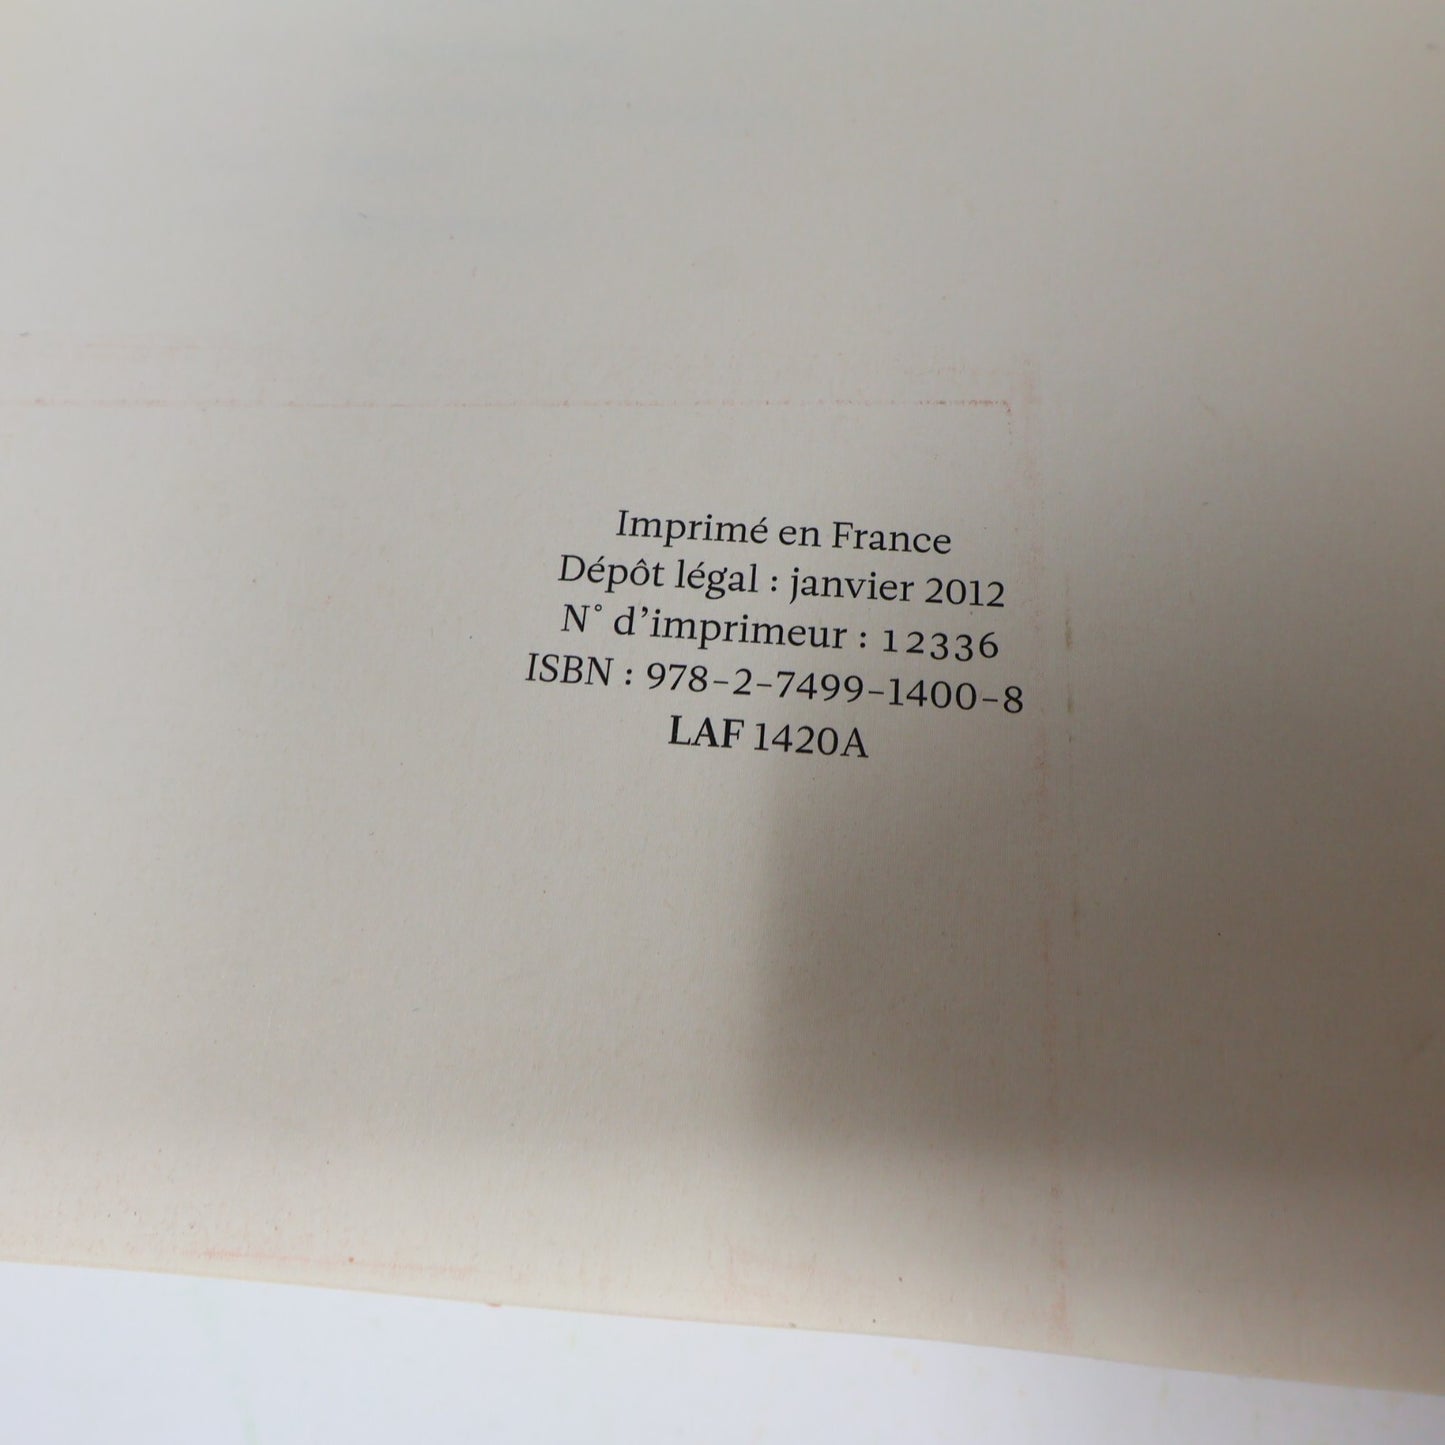 Imprimé en France
Dépôt légal : janvier 2012
N° d’imprimeur : 12336
ISBN : 978-2-7499-1400-8
LAF 1420A